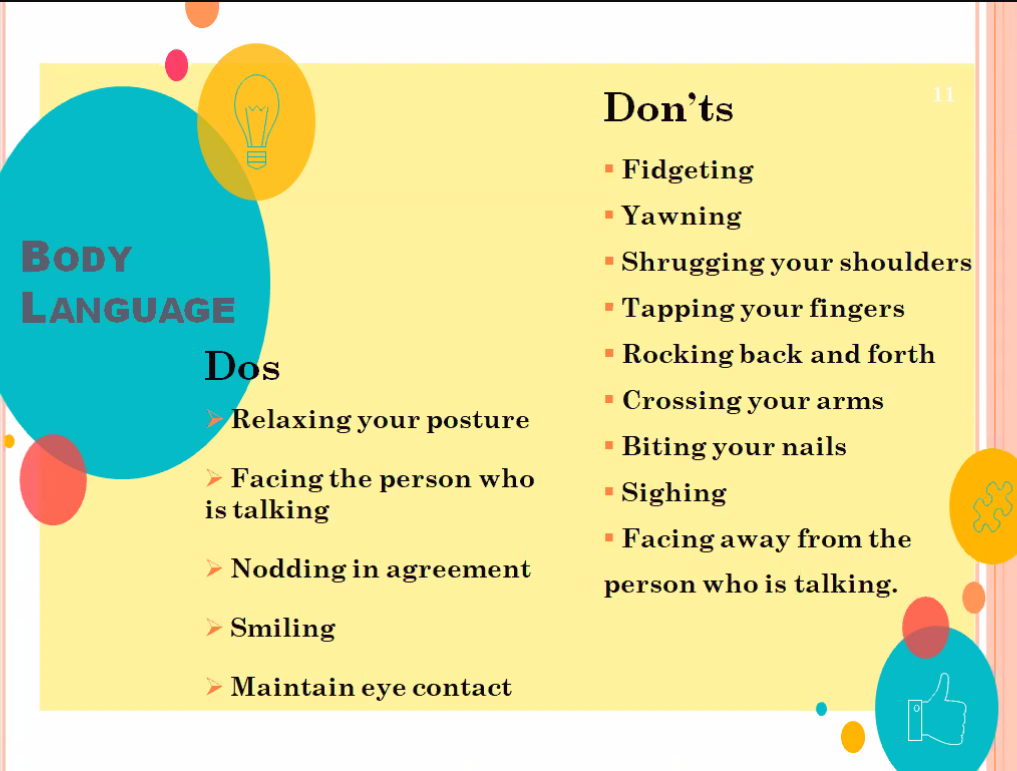 BODY
LANGUAGE
Dos
Relaxing your posture
Facing the person who
is talking
Nodding in agreement
Smiling
Maintain eye contact
11
Don’ts
Fidgeting
Yawning
Shrugging your shoulders
Tapping your fingers
Rocking back and forth
Crossing your arms
Biting your nails
Sighing
Facing away from the
person who is talking.